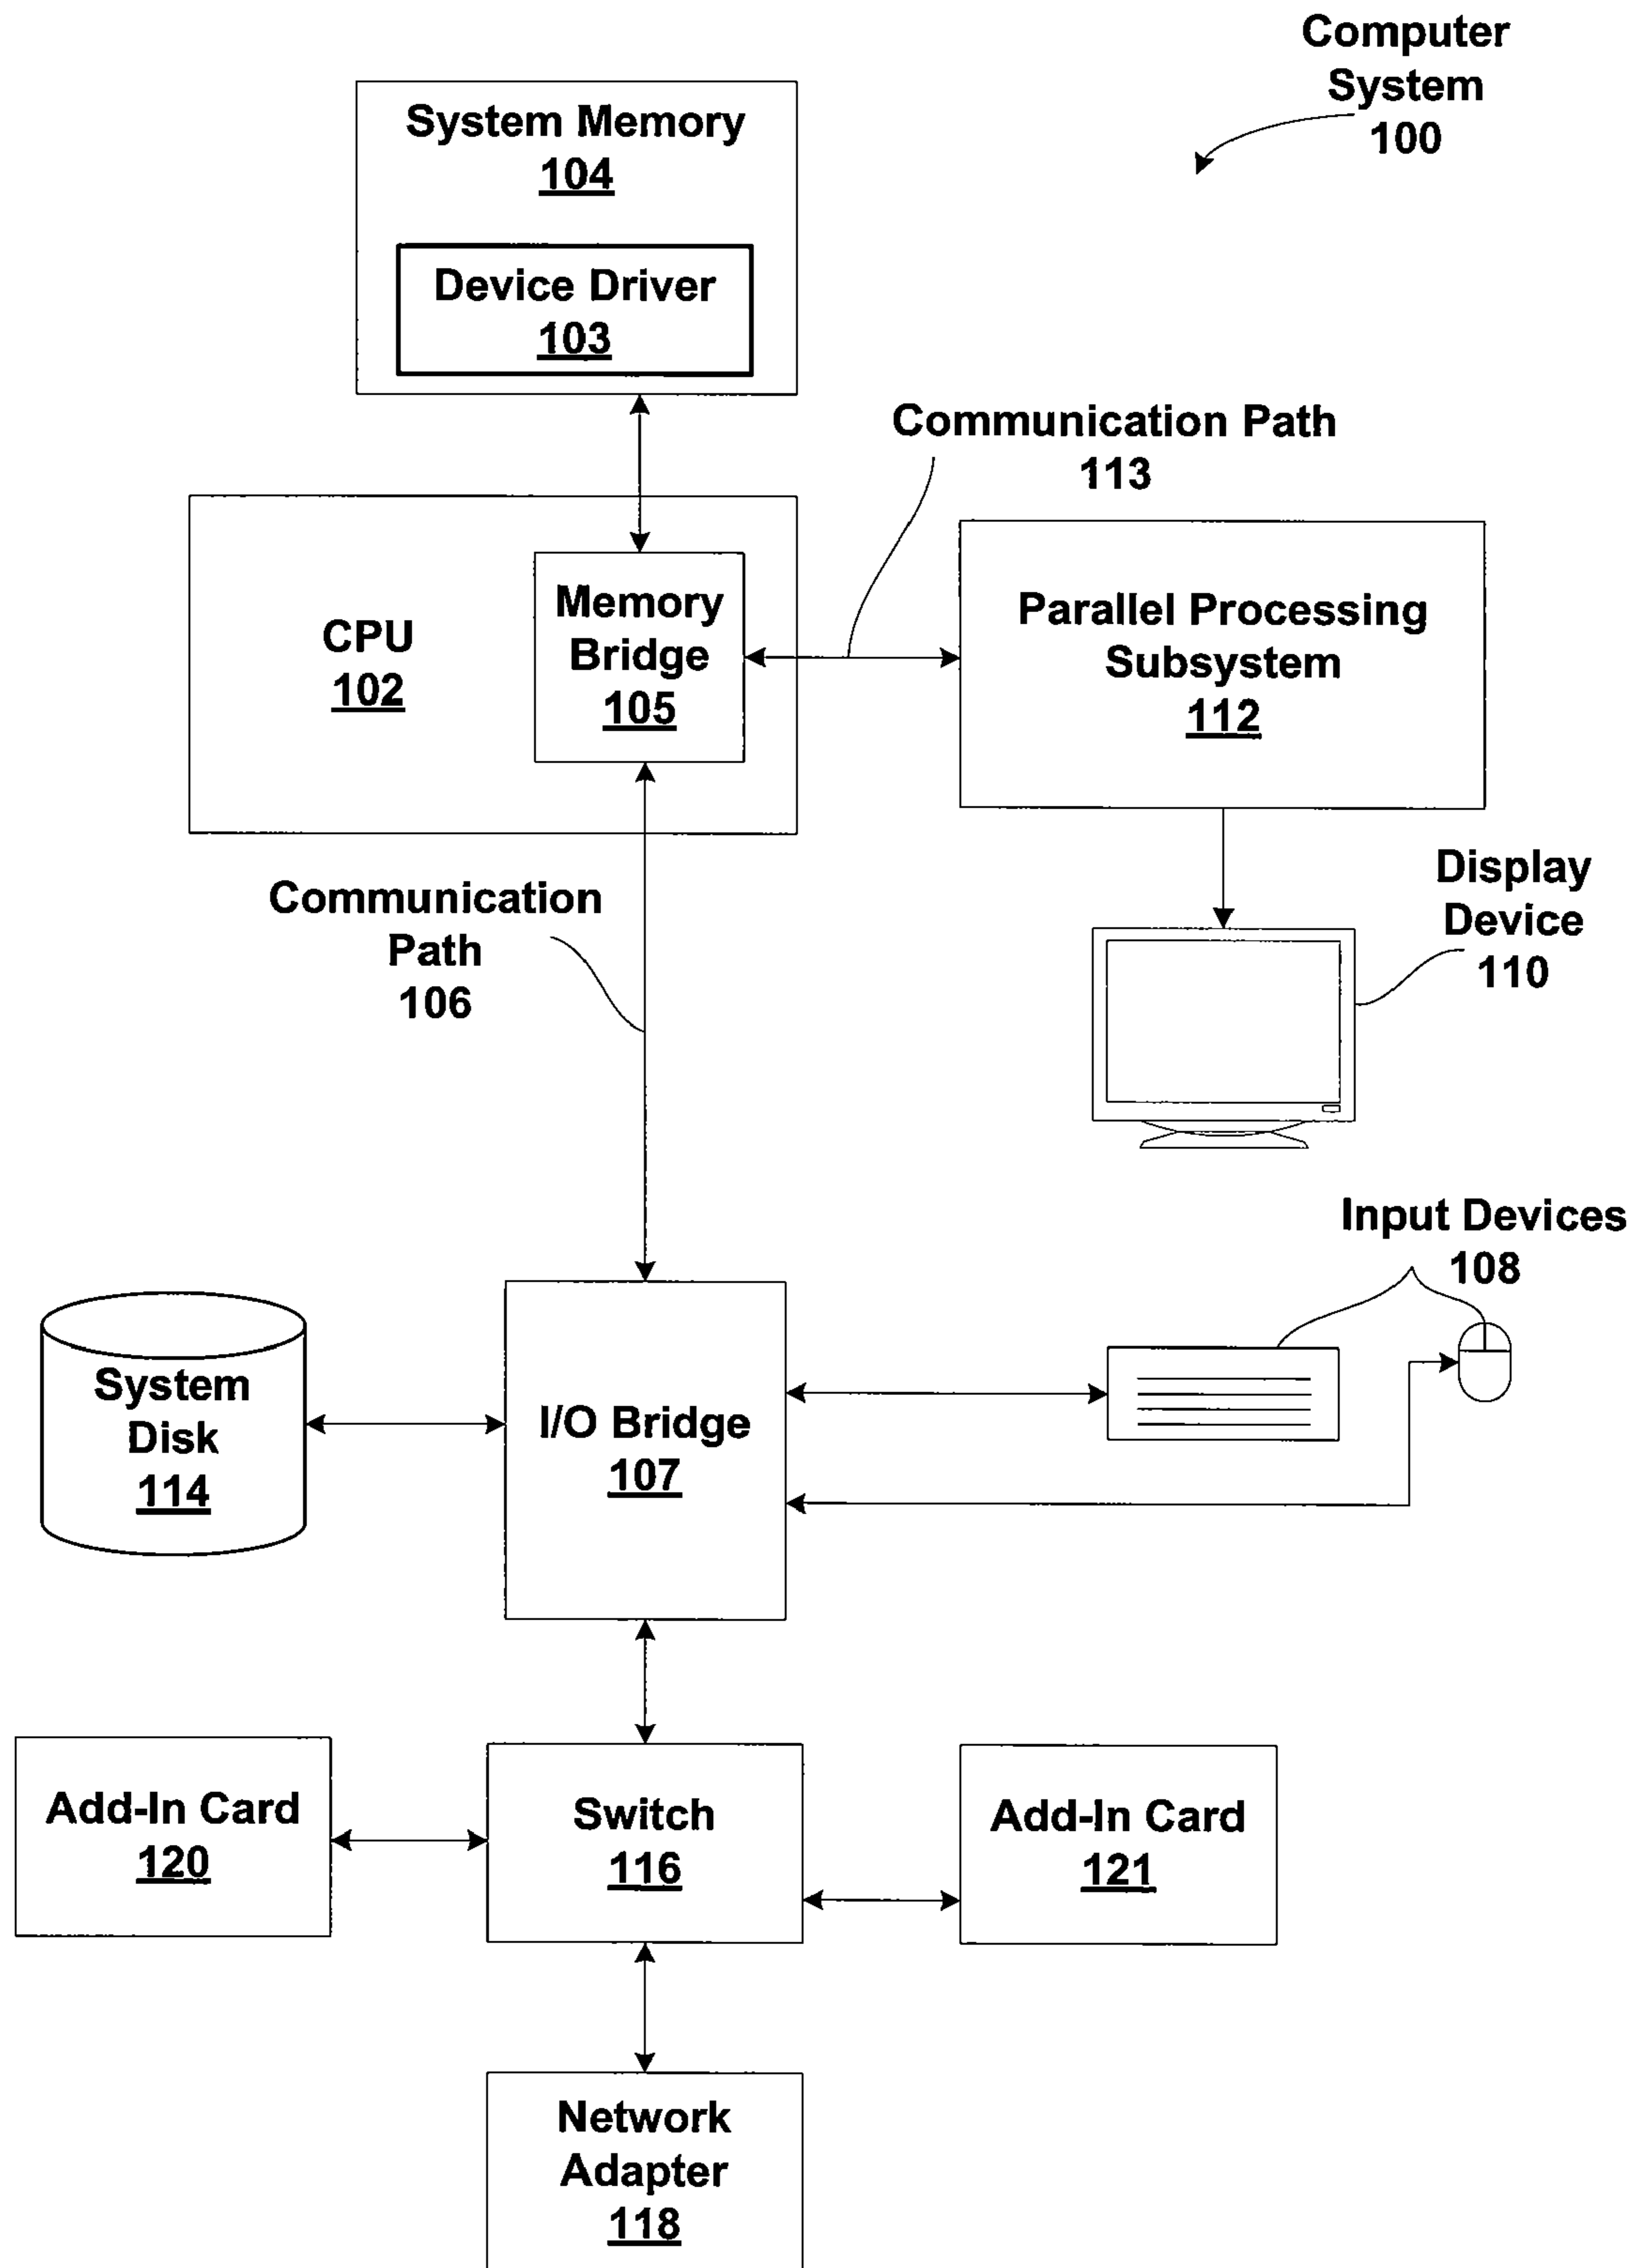 Computer
System
100
System Memory
104
Device Driver
103
Communication Path
113
CPU
102
Memory
Bridge
105
Parallel Processing
Subsystem
112
Communication
Path
106
Display
Device
110
Input Devices
108
System
Disk
114
I/O Bridge
107
Add-In Card
120
Switch
116
Add-In Card
121
Network
Adapter
118